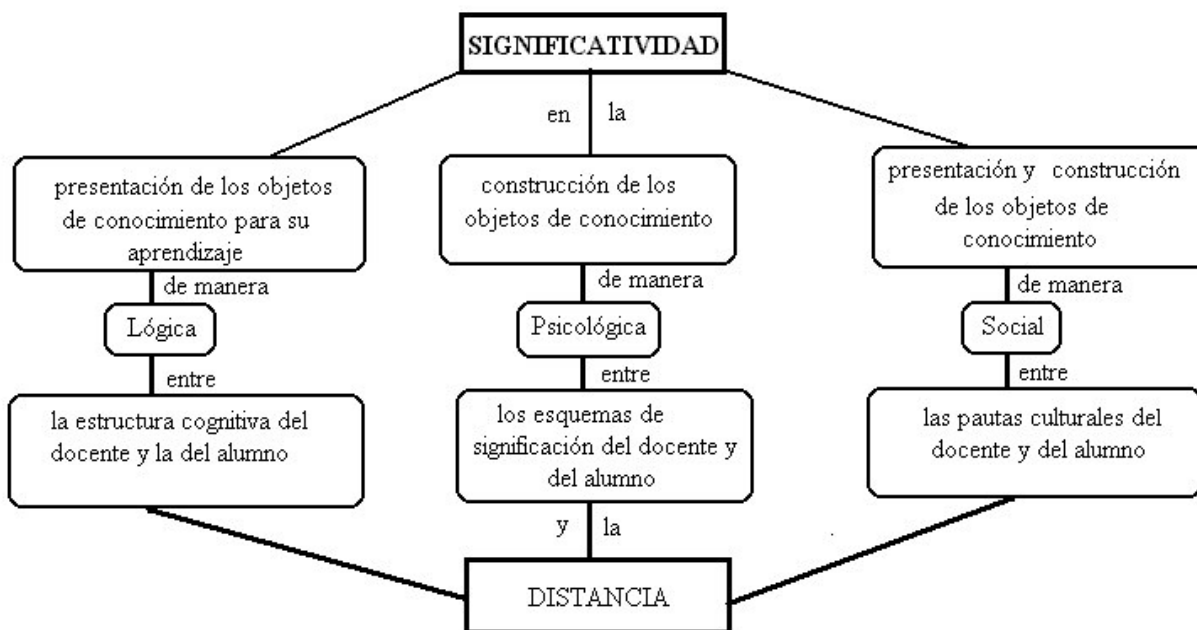 SIGNIFICATIVIDAD
en la
presentación de los objetos
de conocimiento para su
aprendizaje
construcción de los
objetos de conocimiento
presentación y construcción
de los objetos de
conocimiento
de manera
de manera
de manera
Lógica
Psicológica
Social
entre
entre
entre
la estructura cognitiva del
docente y la del alumno
los esquemas de
significación del docente y
del alumno
las pautas culturales del
docente y del alumno
y la
DISTANCIA